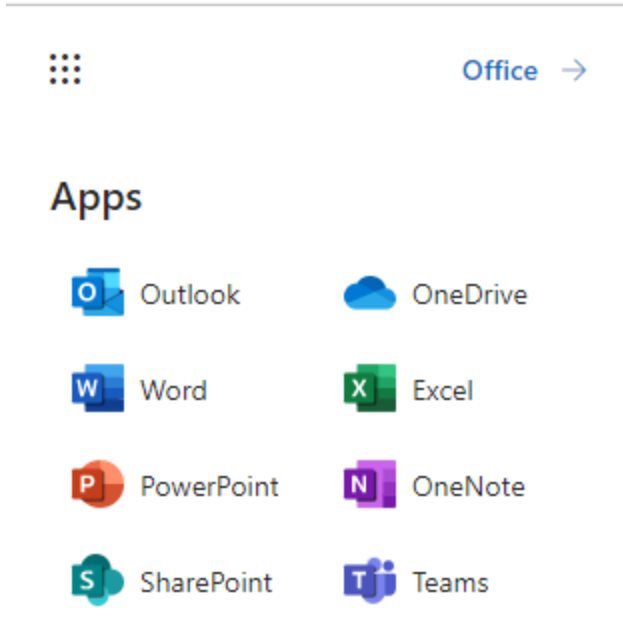 Office →
Apps
O Outlook
OneDrive
W Word
X Excel
P PowerPoint
N OneNote
S SharePoint
T Teams